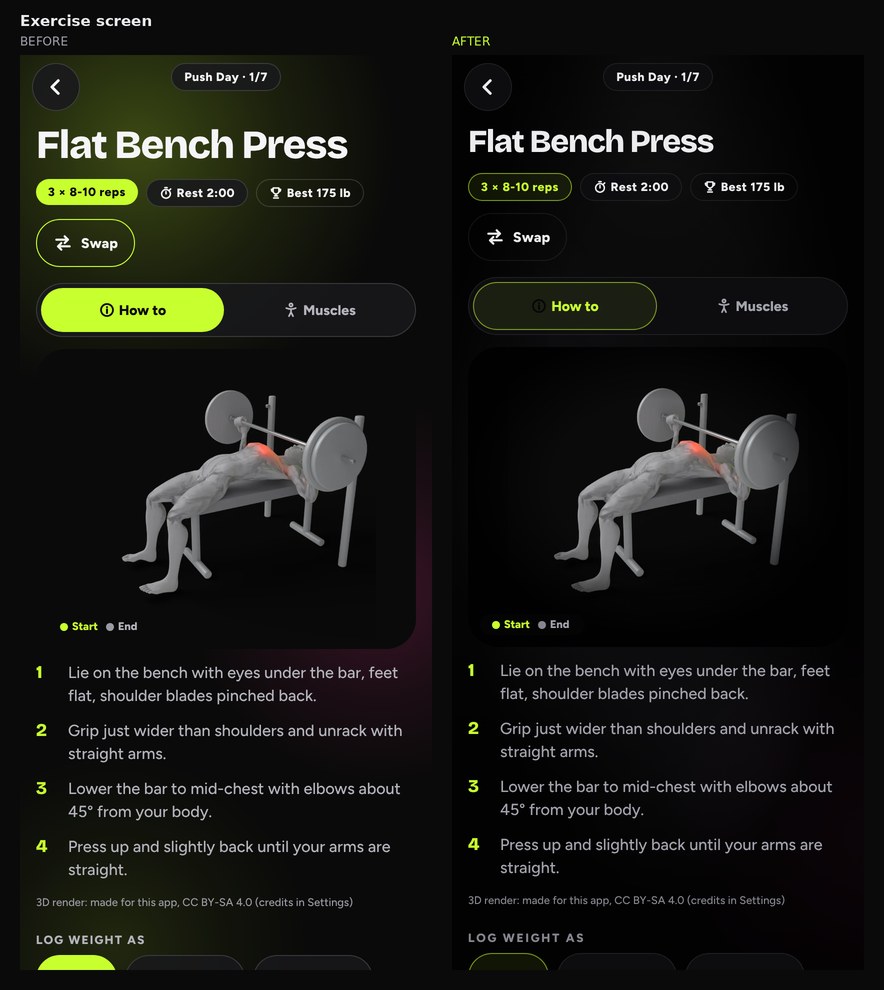 Exercise screen
BEFORE
Push Day · 1/7
Flat Bench Press
3 × 8-10 reps
Rest 2:00
Best 175 lb
Swap
How to
Muscles
Start
End
1 Lie on the bench with eyes under the bar, feet
flat, shoulder blades pinched back.
2 Grip just wider than shoulders and unrack with
straight arms.
3 Lower the bar to mid-chest with elbows about
45° from your body.
4 Press up and slightly back until your arms are
straight.
3D render: made for this app, CC BY-SA 4.0 (credits in Settings)
LOG WEIGHT AS
AFTER
Push Day · 1/7
Flat Bench Press
3 × 8-10 reps
Rest 2:00
Best 175 lb
Swap
How to
Muscles
Start
End
1 Lie on the bench with eyes under the bar, feet
flat, shoulder blades pinched back.
2 Grip just wider than shoulders and unrack with
straight arms.
3 Lower the bar to mid-chest with elbows about
45° from your body.
4 Press up and slightly back until your arms are
straight.
3D render: made for this app, CC BY-SA 4.0 (credits in Settings)
LOG WEIGHT AS